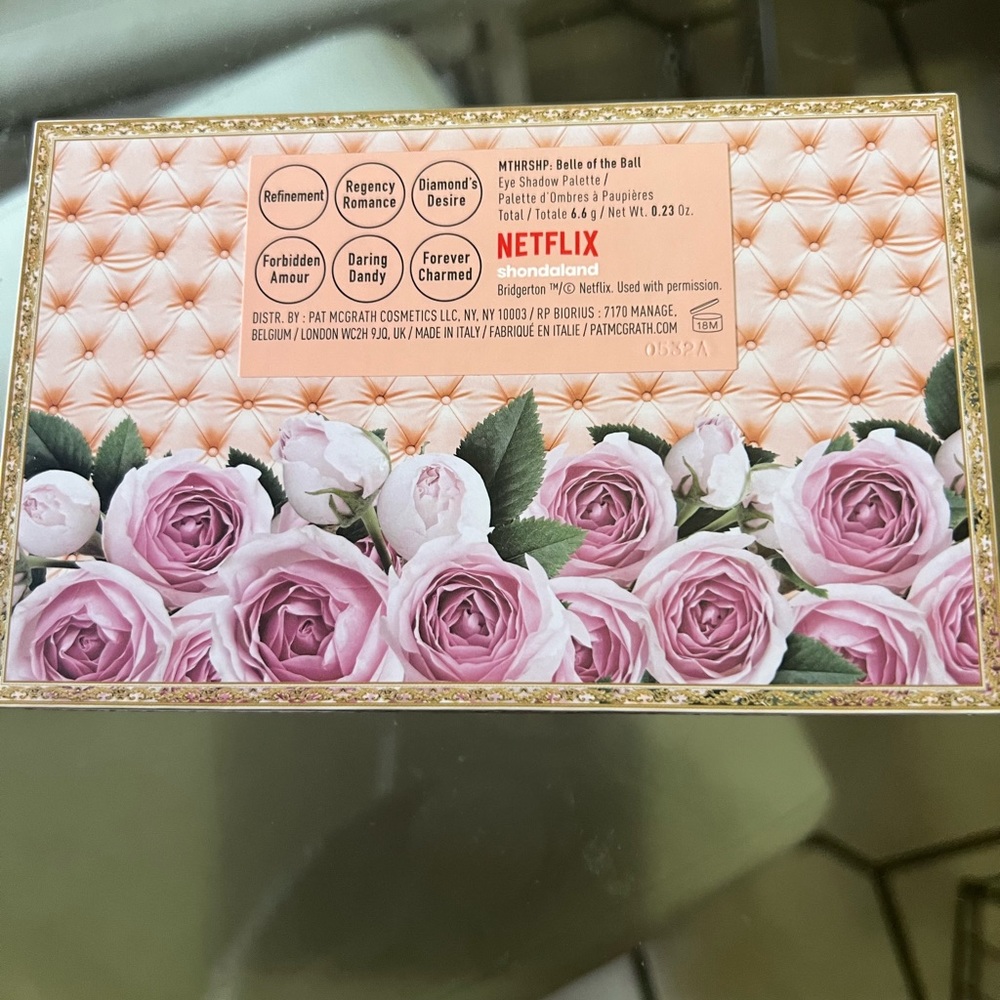 Refinement
Regency
Romance
Diamond's
Desire
Forbidden
Amour
Daring
Dandy
Forever
Charmed
MTHRSHP: Belle of the Ball
Eye Shadow Palette /
Palette d'Ombres à Paupières
Total / Totale 6.6 g / Net Wt. 0.23 Oz.
NETFLIX
shondaland
Bridgerton ™/© Netflix. Used with permission.
DISTR. BY : PAT MCGRATH COSMETICS LLC, NY, NY 10003 / RP BIORIUS : 7170 MANAGE,
BELGIUM / LONDON WC2H 9JQ, UK / MADE IN ITALY / FABRIQUÉ EN ITALIE / PATMCGRATH.COM
18M
0532A